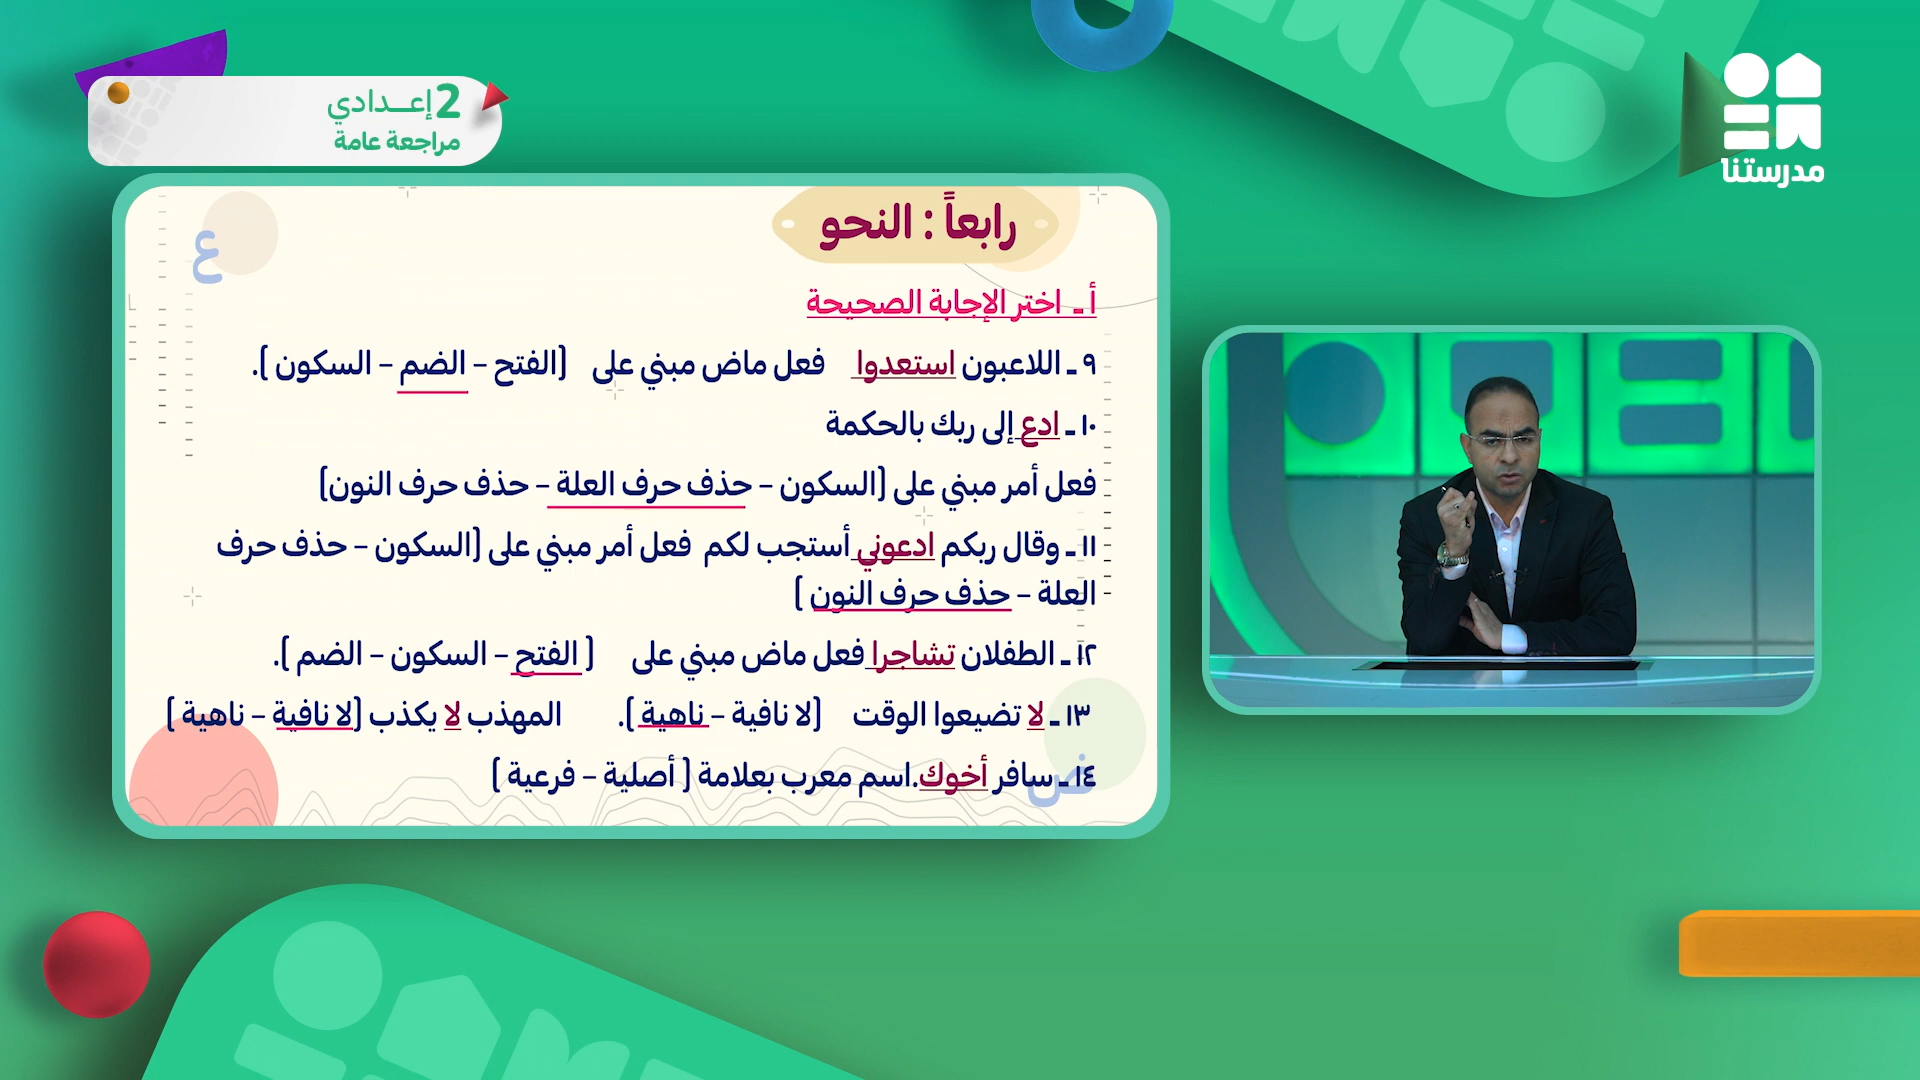 2 إعـدادي
مراجعة عامة
مدرستنا
رابعاً : النحو
ع
أ ـ اختر الإجابة الصحيحة
٩ ـ اللاعبون استعدوا فعل ماض مبني على (الفتح – الضم – السكون ).
١٠ ـ ادع إلى ربك بالحكمة
فعل أمر مبني على (السكون – حذف حرف العلة – حذف حرف النون)
١١ ـ وقال ربكم ادعوني أستجب لكم فعل أمر مبني على (السكون – حذف حرف
العلة – حذف حرف النون )
١٢ ـ الطفلان تشاجرا فعل ماض مبني على ( الفتح – السكون – الضم ).
١٣ ـ لا تضيعوا الوقت (لا نافية – ناهية ). المهذب لا يكذب (لا نافية – ناهية )
١٤ ـ سافر أخوك.اسم معرب بعلامة ( أصلية – فرعية )
ض